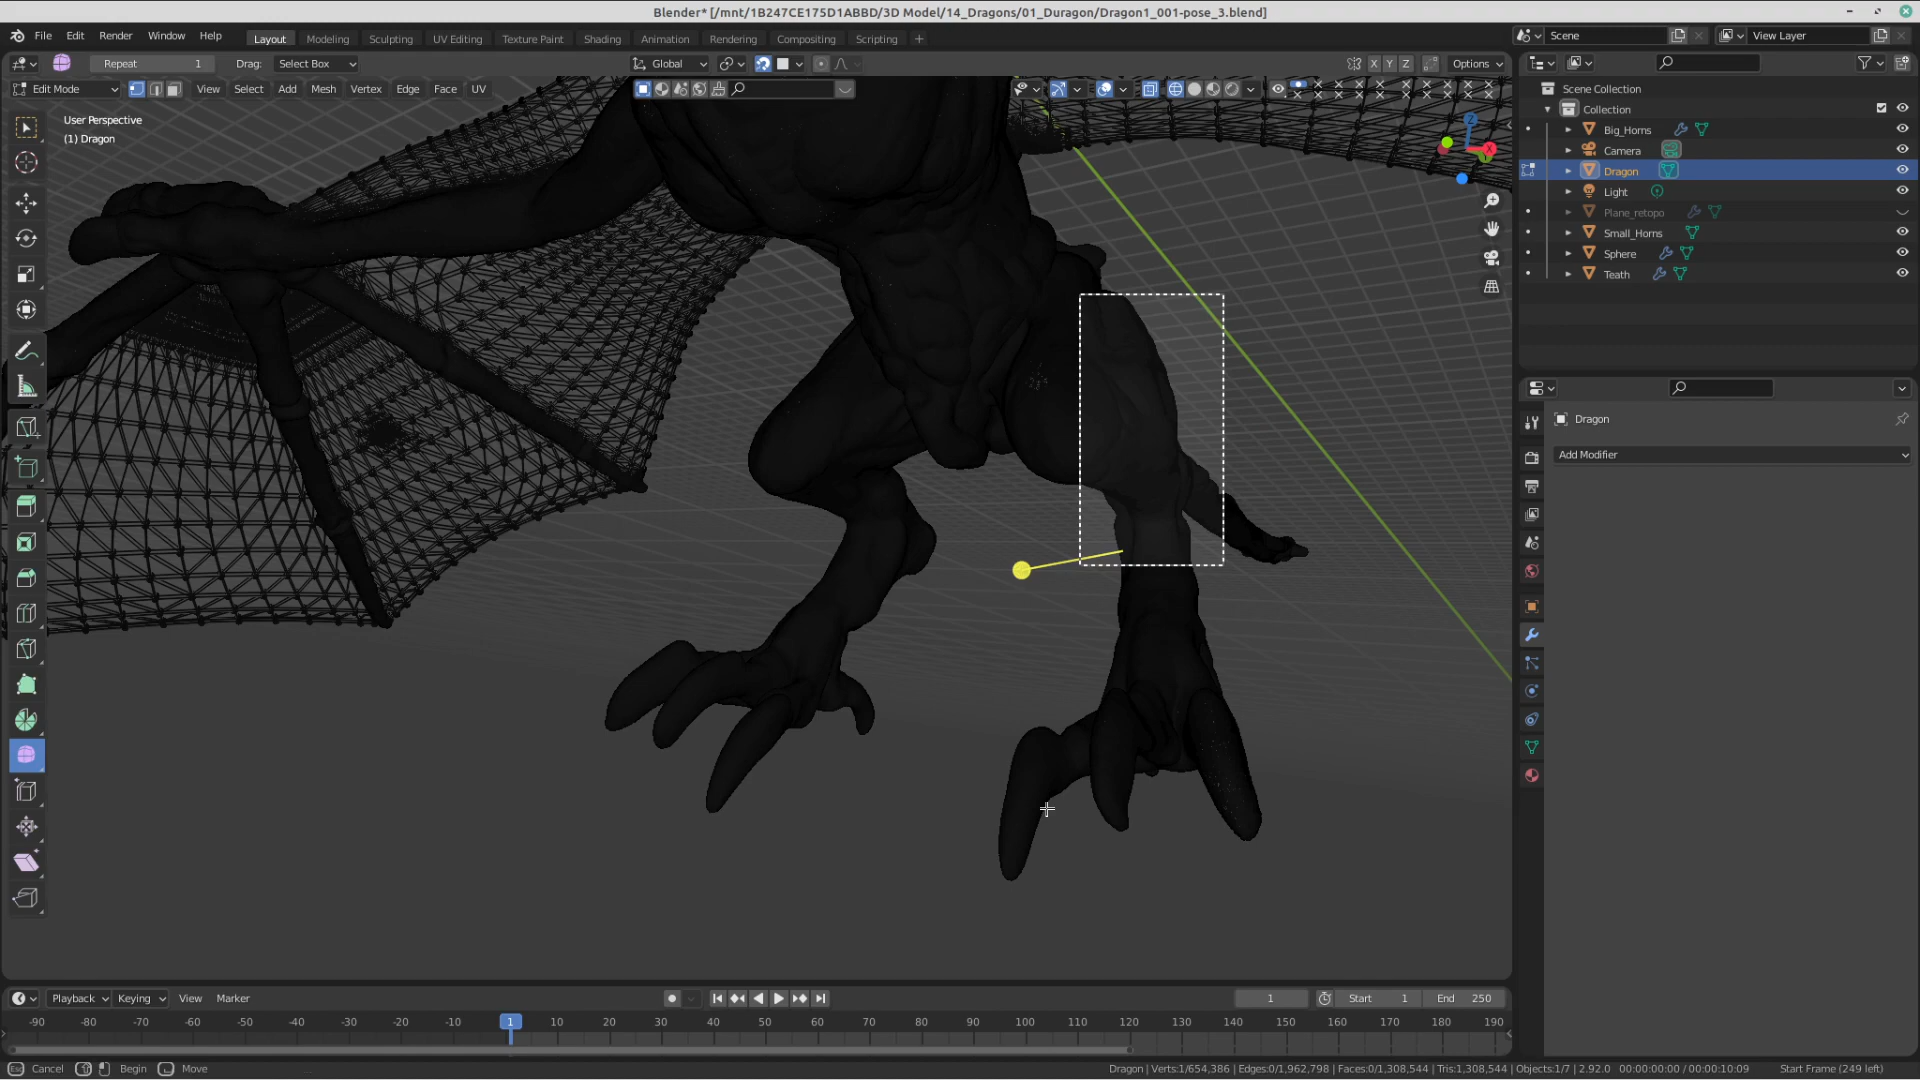 Blender* [/mnt/1B247CE175D1ABBD/3D Model/14_Dragons/01_Duragon/Dragon1_001-pose_3.blend]
File Edit Render Window Help Layout Modeling Sculpting UV Editing Texture Paint Shading Animation Rendering Compositing Scripting + Scene View Layer
Repeat 1 Drag: Select Box Global X Y Z Options
Edit Mode View Select Add Mesh Vertex Edge Face UV
User Perspective
(1) Dragon
Z
X
Scene Collection
Collection
Big_Horns
Camera
Dragon
Light
Plane_retopo
Small_Horns
Sphere
Teath
Dragon
Add Modifier
Playback Keying View Marker 1 Start 1 End 250
-90 -80 -70 -60 -50 -40 -30 -20 -10 1 10 20 30 40 50 60 70 80 90 100 110 120 130 140 150 160 170 180 190
Esc Cancel Begin Move Dragon | Verts:1/654,386 | Edges:0/1,962,798 | Faces:0/1,308,544 | Tris:1,308,544 | Objects:1/7 | 2.92.0 00:00:00:00 / 00:00:10:09 Start Frame (249 left)